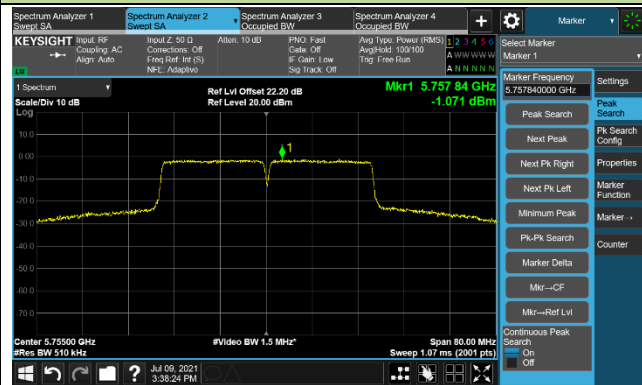 Spectrum Analyzer 1
Swept SA
Spectrum Analyzer 2
Swept SA
Spectrum Analyzer 3
Occupied BW
Spectrum Analyzer 4
Occupied BW
+
Marker
KEYSIGHT
Input: RF
Coupling: AC
Align: Auto
Input Z: 50 Ω
Corrections: Off
Freq Ref: Int (S)
NFE: Adaptive
Atten: 10 dB
PNO: Fast
Gate: Off
IF Gain: Low
Sig Track: Off
Avg Type: Power (RMS)
Avg|Hold: 100/100
Trig: Free Run
1 2 3 4 5 6
A W W W W W
A N N N N N
Select Marker
Marker 1
1 Spectrum
Scale/Div 10 dB
Log
Ref Lvl Offset 22.20 dB
Ref Level 20.00 dBm
Mkr1 5.757 84 GHz
-1.071 dBm
10.0
0.00
-10.0
-20.0
-30.0
-40.0
-50.0
-60.0
-70.0
1
Center 5.75500 GHz
#Res BW 510 kHz
#Video BW 1.5 MHz*
Span 80.00 MHz
Sweep 1.07 ms (2001 pts)
Marker Frequency
5.757840000 GHz
Peak Search
Next Peak
Next Pk Right
Next Pk Left
Minimum Peak
Pk-Pk Search
Marker Delta
Mkr→CF
Mkr→Ref Lvl
Continuous Peak
Search
On
Off
Settings
Peak
Search
Pk Search
Config
Properties
Marker
Function
Marker→
Counter
?
Jul 09, 2021
3:38:24 PM